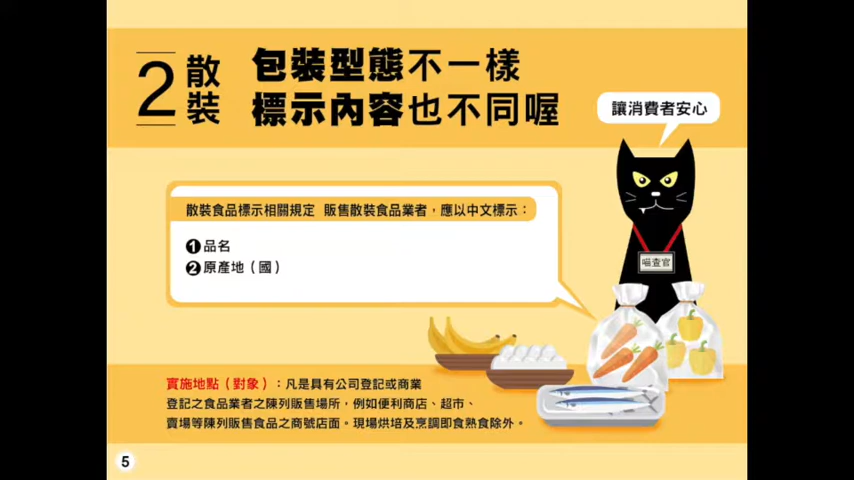 2 散裝
包裝型態不一樣
標示內容也不同喔
讓消費者安心
散裝食品標示相關規定 販售散裝食品業者，應以中文標示：
❶品名
❷原產地（國）
喵查官
實施地點（對象）：凡是具有公司登記或商業
登記之食品業者之陳列販售場所，例如便利商店、超市、
賣場等陳列販售食品之商號店面。現場烘培及烹調即食熟食除外。
5